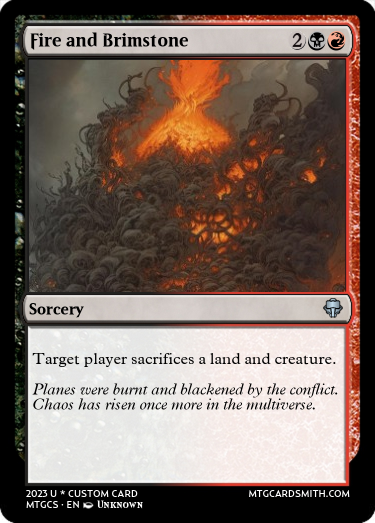 Fire and Brimstone 2
Sorcery
Target player sacrifices a land and creature.
Planes were burnt and blackened by the conflict.
Chaos has risen once more in the multiverse.
2023 U * CUSTOM CARD
MTGCARDSMITH.COM
MTGCS • EN Unknown